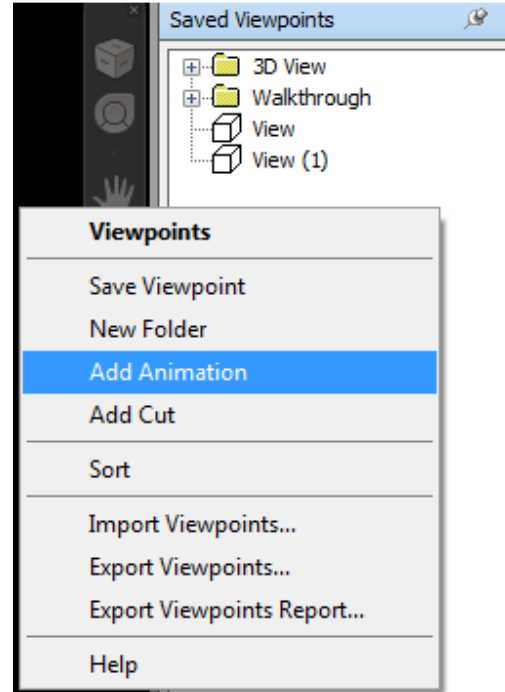 Saved Viewpoints
3D View
Walkthrough
View
View (1)
Viewpoints
Save Viewpoint
New Folder
Add Animation
Add Cut
Sort
Import Viewpoints...
Export Viewpoints...
Export Viewpoints Report...
Help